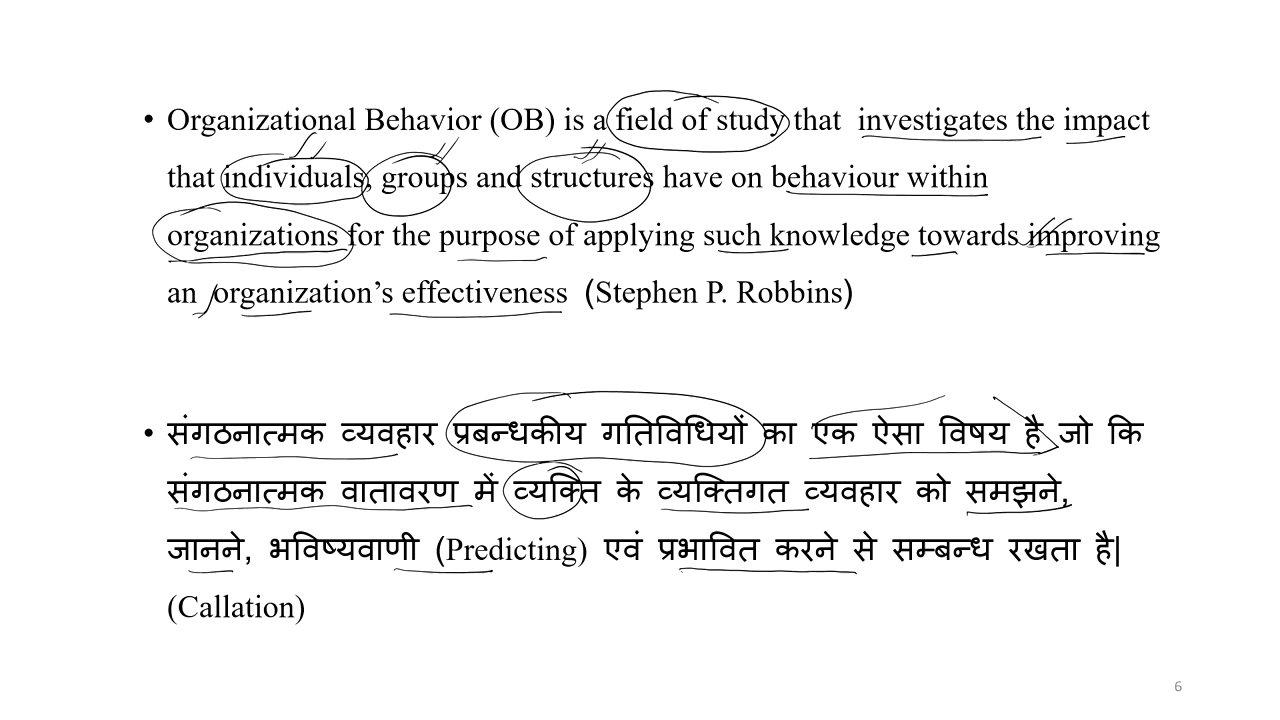 • Organizational Behavior (OB) is a field of study that investigates the impact
that individuals, groups and structures have on behaviour within
organizations for the purpose of applying such knowledge towards improving
an organization’s effectiveness (Stephen P. Robbins)
• संगठनात्मक व्यवहार प्रबन्धकीय गतिविधियों का एक ऐसा विषय है जो कि
संगठनात्मक वातावरण में व्यक्ति के व्यक्तिगत व्यवहार को समझने,
जानने, भविष्यवाणी (Predicting) एवं प्रभावित करने से सम्बन्ध रखता है|
(Callation)
6